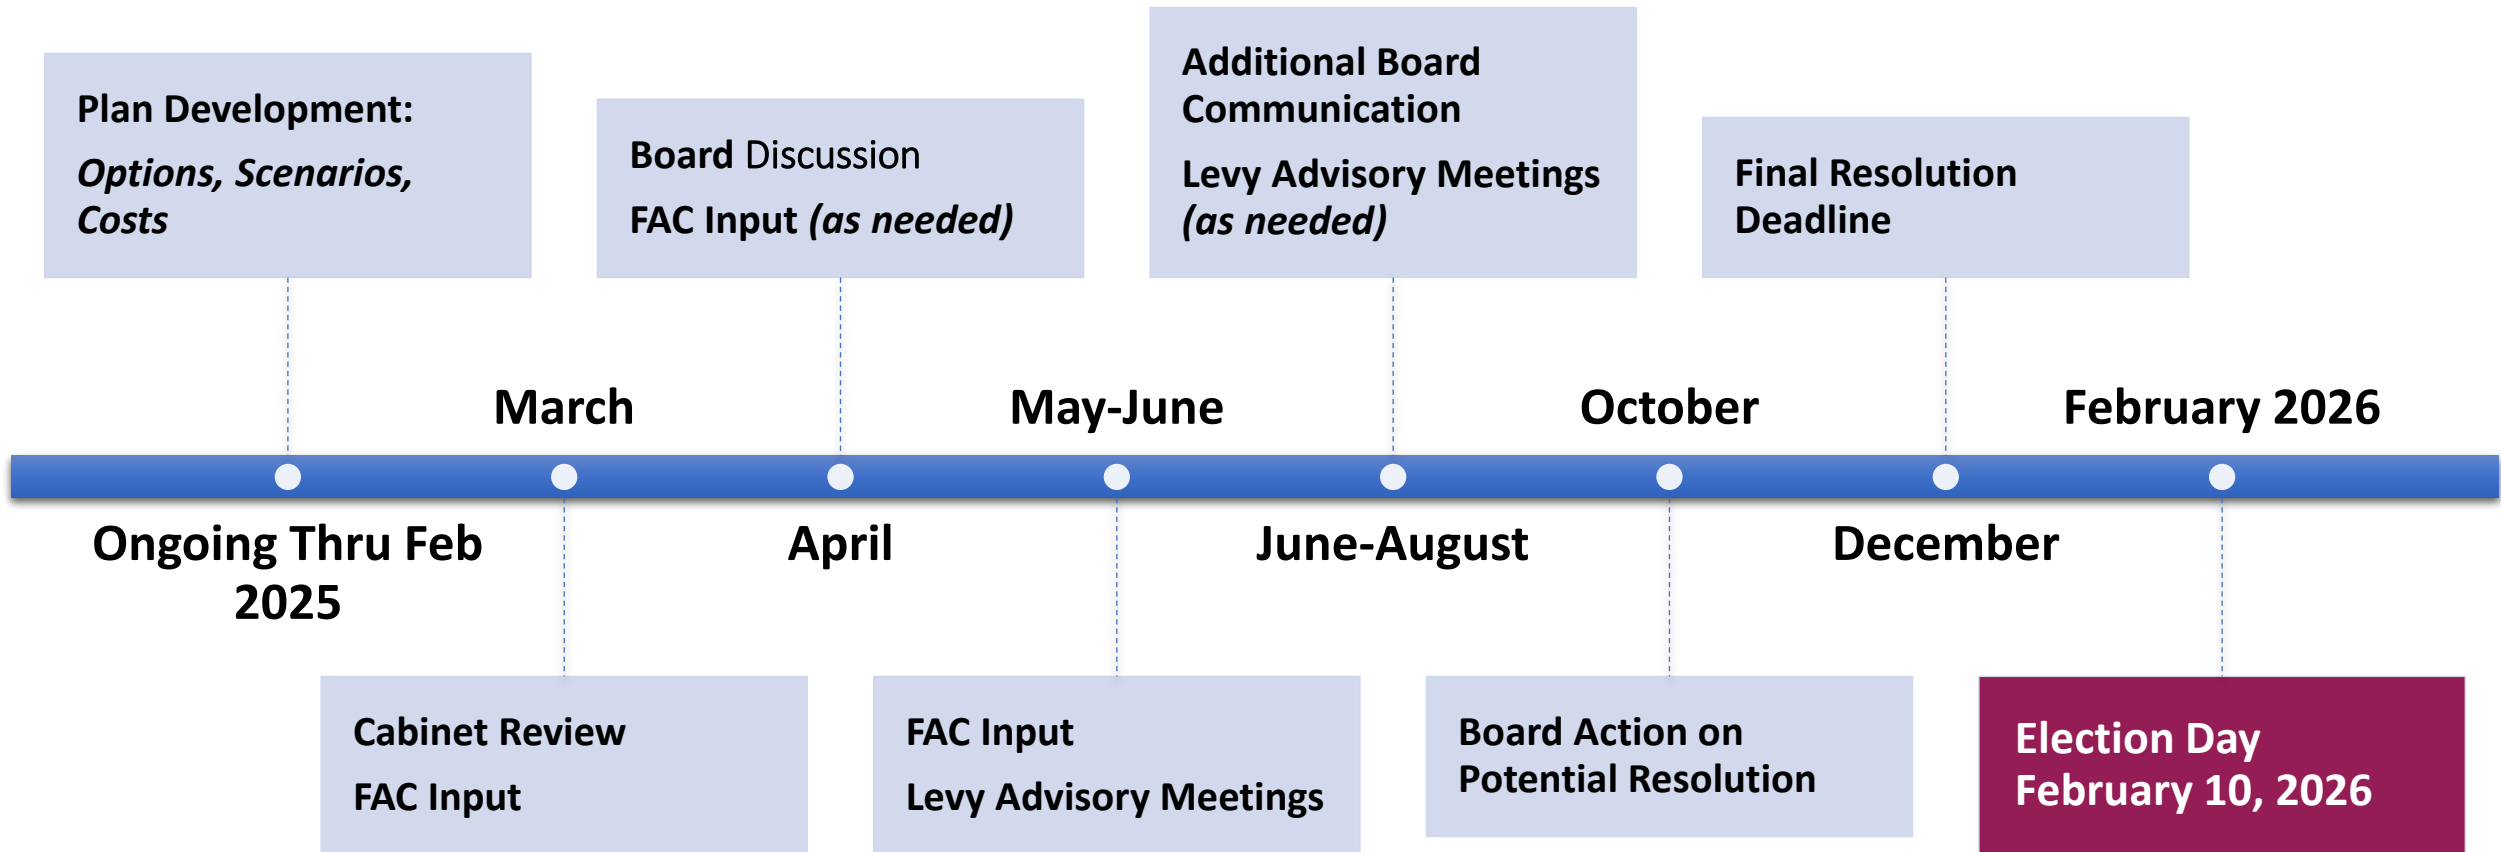 Plan Development:
Options, Scenarios,
Costs
Board Discussion
FAC Input (as needed)
Additional Board
Communication
Levy Advisory Meetings
(as needed)
Final Resolution
Deadline
March
May-June
October
February 2026
Ongoing Thru Feb
2025
April
June-August
December
Cabinet Review
FAC Input
FAC Input
Levy Advisory Meetings
Board Action on
Potential Resolution
Election Day
February 10, 2026